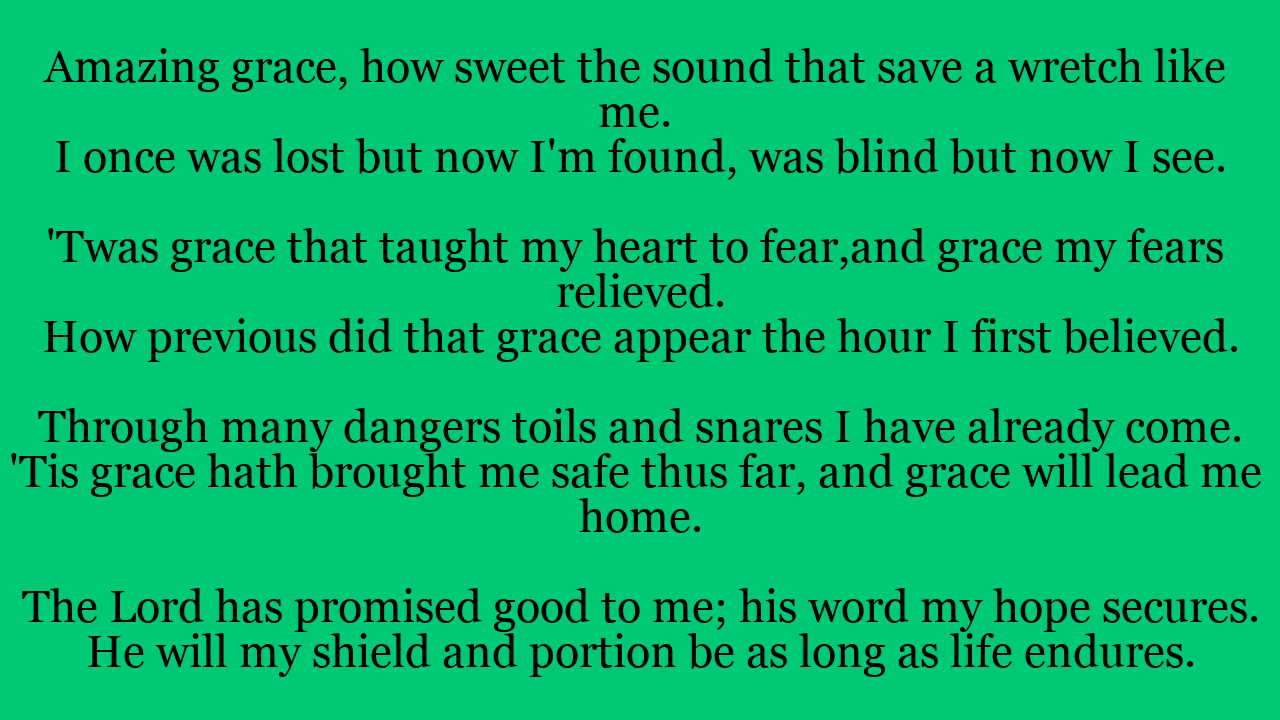 Amazing grace, how sweet the sound that save a wretch like
me.
I once was lost but now I'm found, was blind but now I see.
'Twas grace that taught my heart to fear,and grace my fears
relieved.
How previous did that grace appear the hour I first believed.
Through many dangers toils and snares I have already come.
'Tis grace hath brought me safe thus far, and grace will lead me
home.
The Lord has promised good to me; his word my hope secures.
He will my shield and portion be as long as life endures.